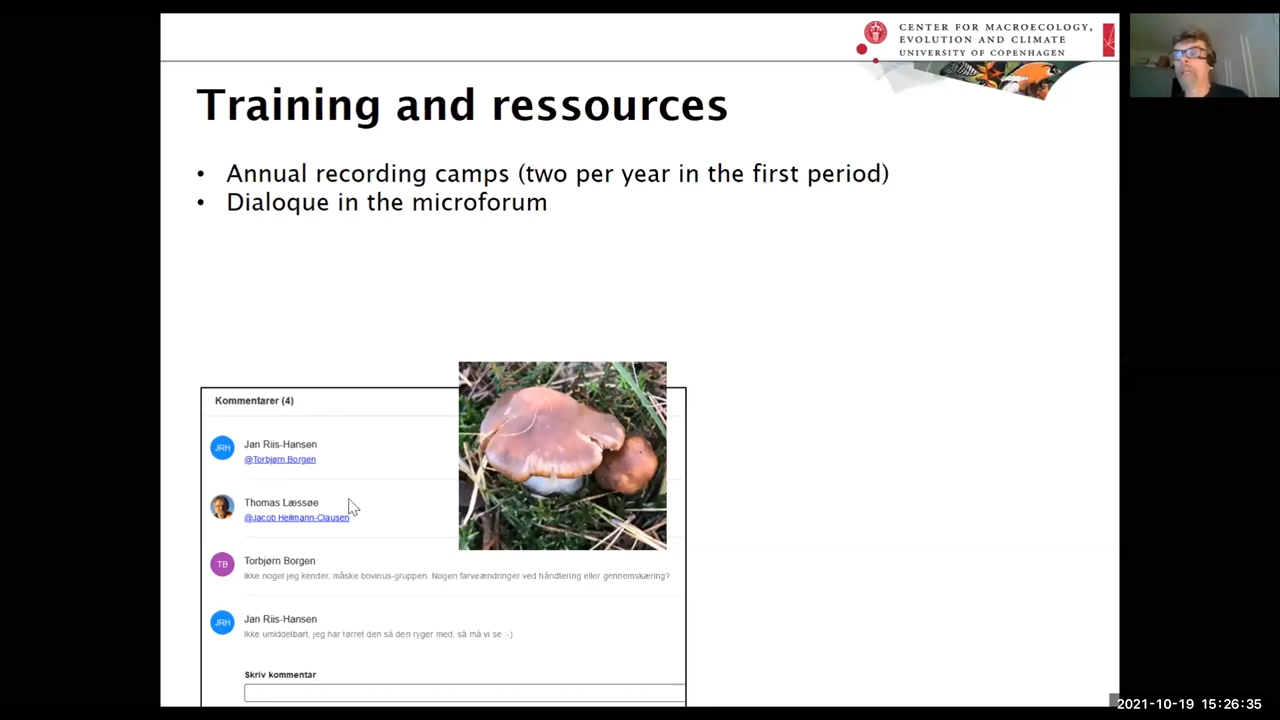 CENTER FOR MACROECOLOGY,
EVOLUTION AND CLIMATE
UNIVERSITY OF COPENHAGEN
Training and ressources
• Annual recording camps (two per year in the first period)
• Dialoque in the microforum
Kommentarer (4)
JRH
Jan Riis-Hansen
@Torbjørn Borgen
Thomas Læssøe
@Jacob Heilmann-Clausen
TB
Torbjørn Borgen
Ikke noget jeg kender, måske bovinus-gruppen. Nogen farveændringer ved håndtering eller gennemskæring?
JRH
Jan Riis-Hansen
Ikke umiddelbart, jeg har tørret den så den ryger med, så må vi se :-)
Skriv kommentar
2021-10-19 15:26:35